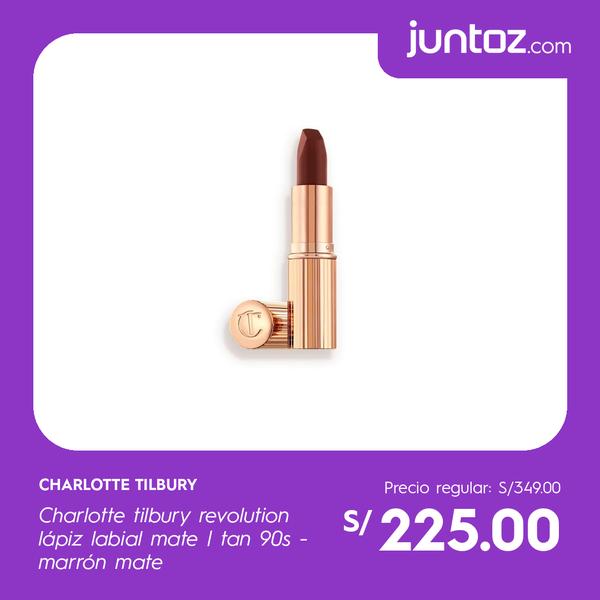 juntoz.com
CT
CHARLOTTE TILBURY
Charlotte tilbury revolution
lápiz labial mate | tan 90s -
marrón mate
Precio regular: S/349.00
S/225.00